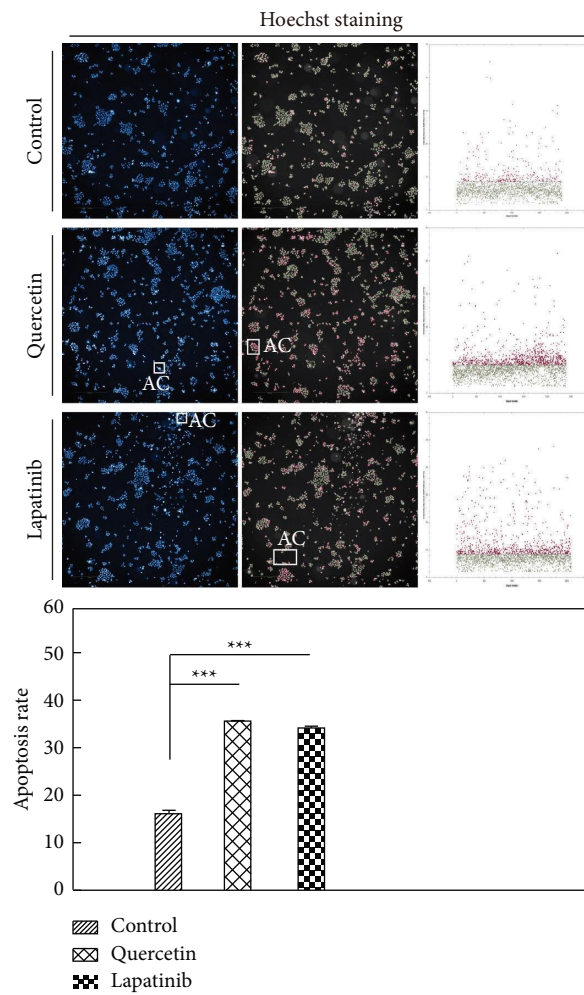 Hoechst staining
Control
Quercetin
AC
AC
Lapatinib
AC
AC
60
50
40
30
20
10
0
Apoptosis rate
***
***
Control
Quercetin
Lapatinib